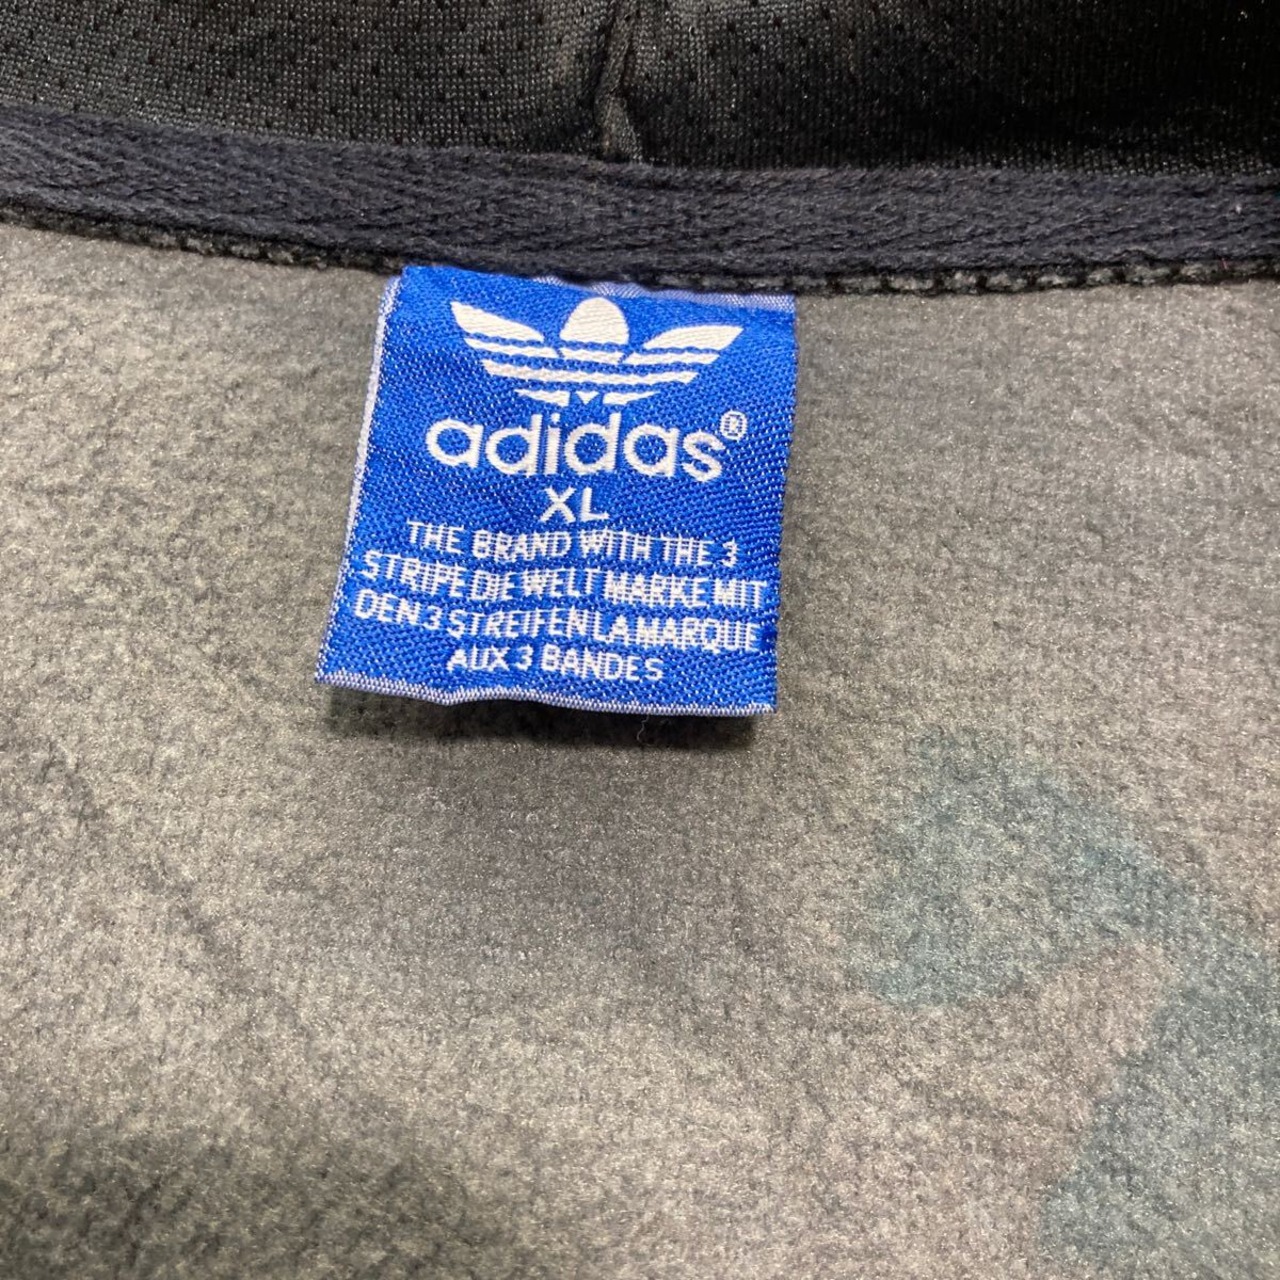 adidas®
XL
THE BRAND WITH THE 3
STRIPE DIE WELT MARKE MIT
DEN 3 STREIFEN LA MARQUE
AUX 3 BANDES